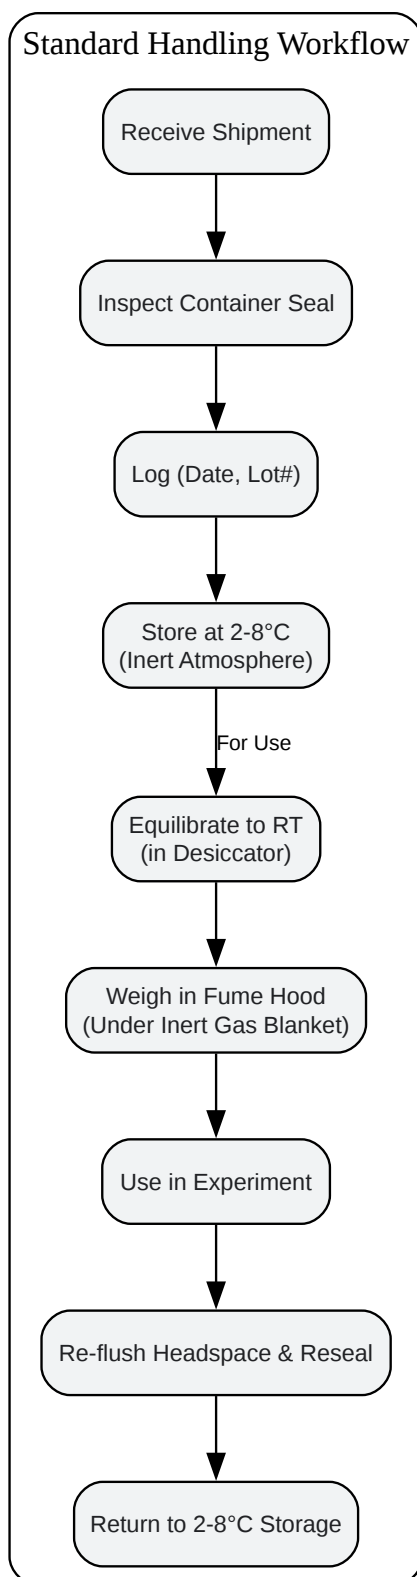 Standard Handling Workflow
Receive Shipment
Inspect Container Seal
Log (Date, Lot#)
Store at 2-8°C
(Inert Atmosphere)
For Use
Equilibrate to RT
(in Desiccator)
Weigh in Fume Hood
(Under Inert Gas Blanket)
Use in Experiment
Re-flush Headspace & Reseal
Return to 2-8°C Storage